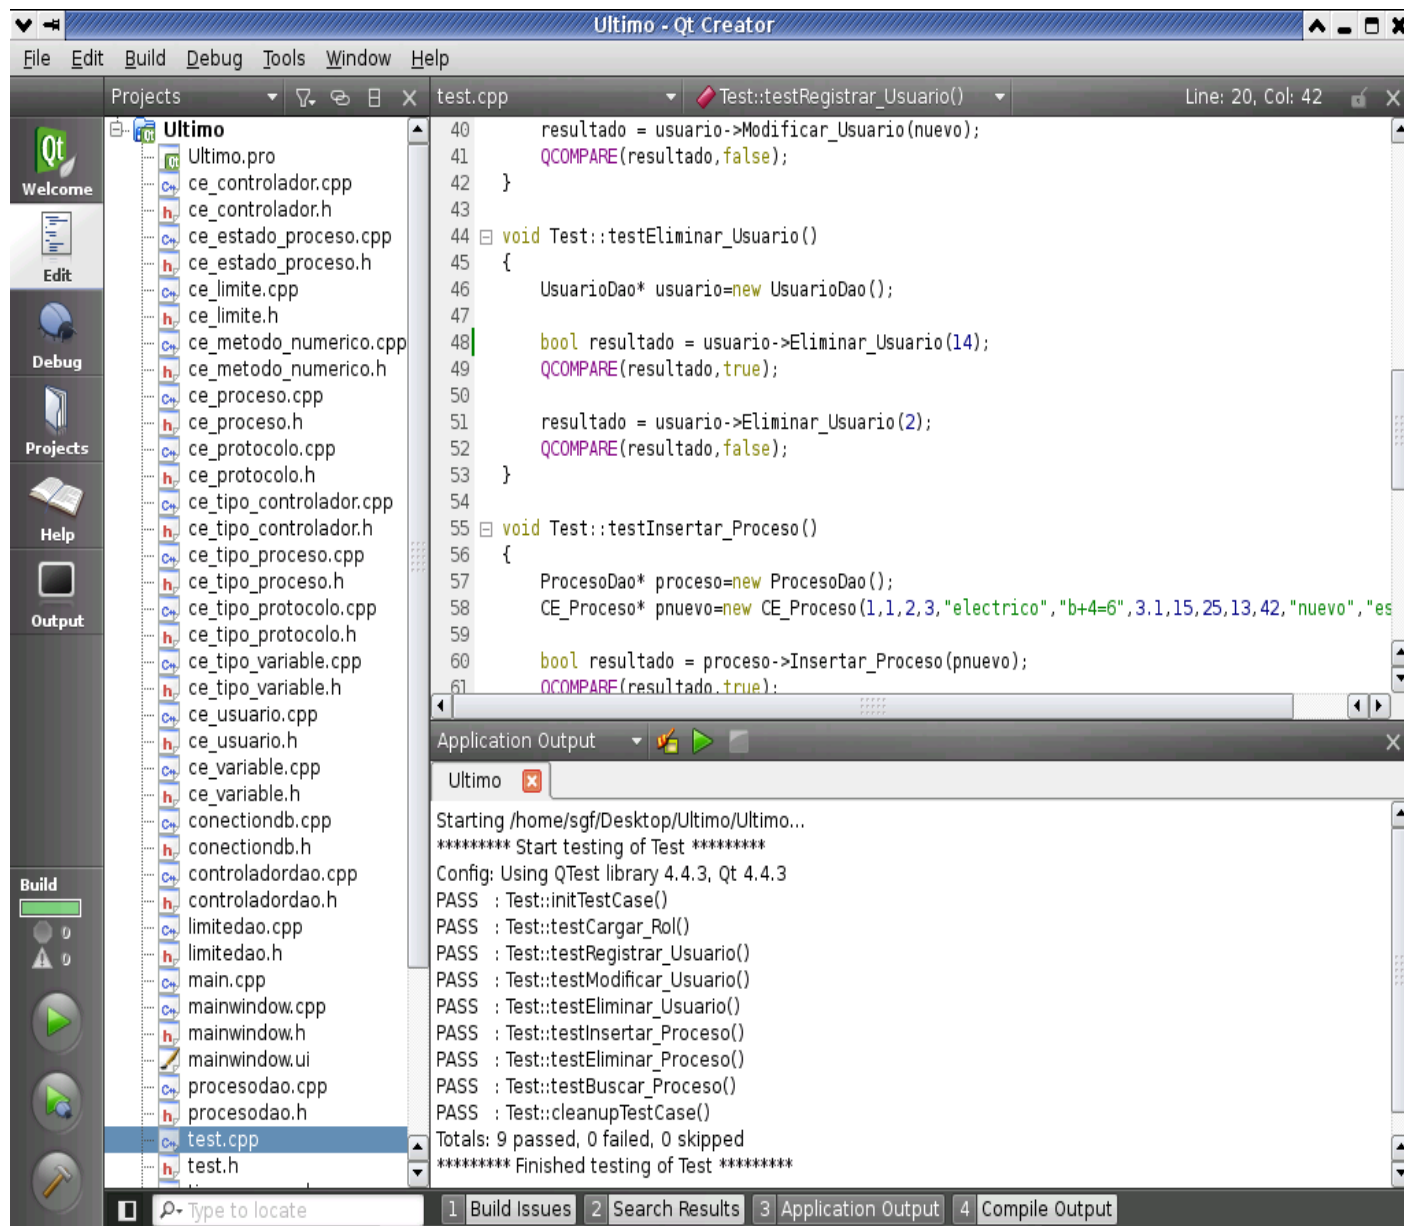 Ultimo - Qt Creator
File Edit Build Debug Tools Window Help
Projects
test.cpp
Test::testRegistrar_Usuario()
Line: 20, Col: 42
Welcome
Edit
Debug
Projects
Help
Output
Build
0
0
Ultimo
Ultimo.pro
ce_controlador.cpp
ce_controlador.h
ce_estado_proceso.cpp
ce_estado_proceso.h
ce_limite.cpp
ce_limite.h
ce_metodo_numerico.cpp
ce_metodo_numerico.h
ce_proceso.cpp
ce_proceso.h
ce_protocolo.cpp
ce_protocolo.h
ce_tipo_controlador.cpp
ce_tipo_controlador.h
ce_tipo_proceso.cpp
ce_tipo_proceso.h
ce_tipo_protocolo.cpp
ce_tipo_protocolo.h
ce_tipo_variable.cpp
ce_tipo_variable.h
ce_usuario.cpp
ce_usuario.h
ce_variable.cpp
ce_variable.h
conectiondb.cpp
conectiondb.h
controladordao.cpp
controladordao.h
limitedao.cpp
limitedao.h
main.cpp
mainwindow.cpp
mainwindow.h
mainwindow.ui
procesodao.cpp
procesodao.h
test.cpp
test.h
40 resultado = usuario->Modificar_Usuario(nuevo);
41 QCOMPARE(resultado,false);
42 }
43
44 void Test::testEliminar_Usuario()
45 {
46 UsuarioDao* usuario=new UsuarioDao();
47
48 bool resultado = usuario->Eliminar_Usuario(14);
49 QCOMPARE(resultado,true);
50
51 resultado = usuario->Eliminar_Usuario(2);
52 QCOMPARE(resultado,false);
53 }
54
55 void Test::testInsertar_Proceso()
56 {
57 ProcesoDao* proceso=new ProcesoDao();
58 CE_Proceso* pnuevo=new CE_Proceso(1,1,2,3,"electrico","b+4=6",3.1,15,25,13,42,"nuevo","es
59
60 bool resultado = proceso->Insertar_Proceso(pnuevo);
61 QCOMPARE(resultado,true);
Application Output
Ultimo
Starting /home/sgf/Desktop/Ultimo/Ultimo...
********* Start testing of Test *********
Config: Using QTest library 4.4.3, Qt 4.4.3
PASS : Test::initTestCase()
PASS : Test::testCargar_Rol()
PASS : Test::testRegistrar_Usuario()
PASS : Test::testModificar_Usuario()
PASS : Test::testEliminar_Usuario()
PASS : Test::testInsertar_Proceso()
PASS : Test::testEliminar_Proceso()
PASS : Test::testBuscar_Proceso()
PASS : Test::cleanupTestCase()
Totals: 9 passed, 0 failed, 0 skipped
********* Finished testing of Test *********
Type to locate
1 Build Issues 2 Search Results 3 Application Output 4 Compile Output